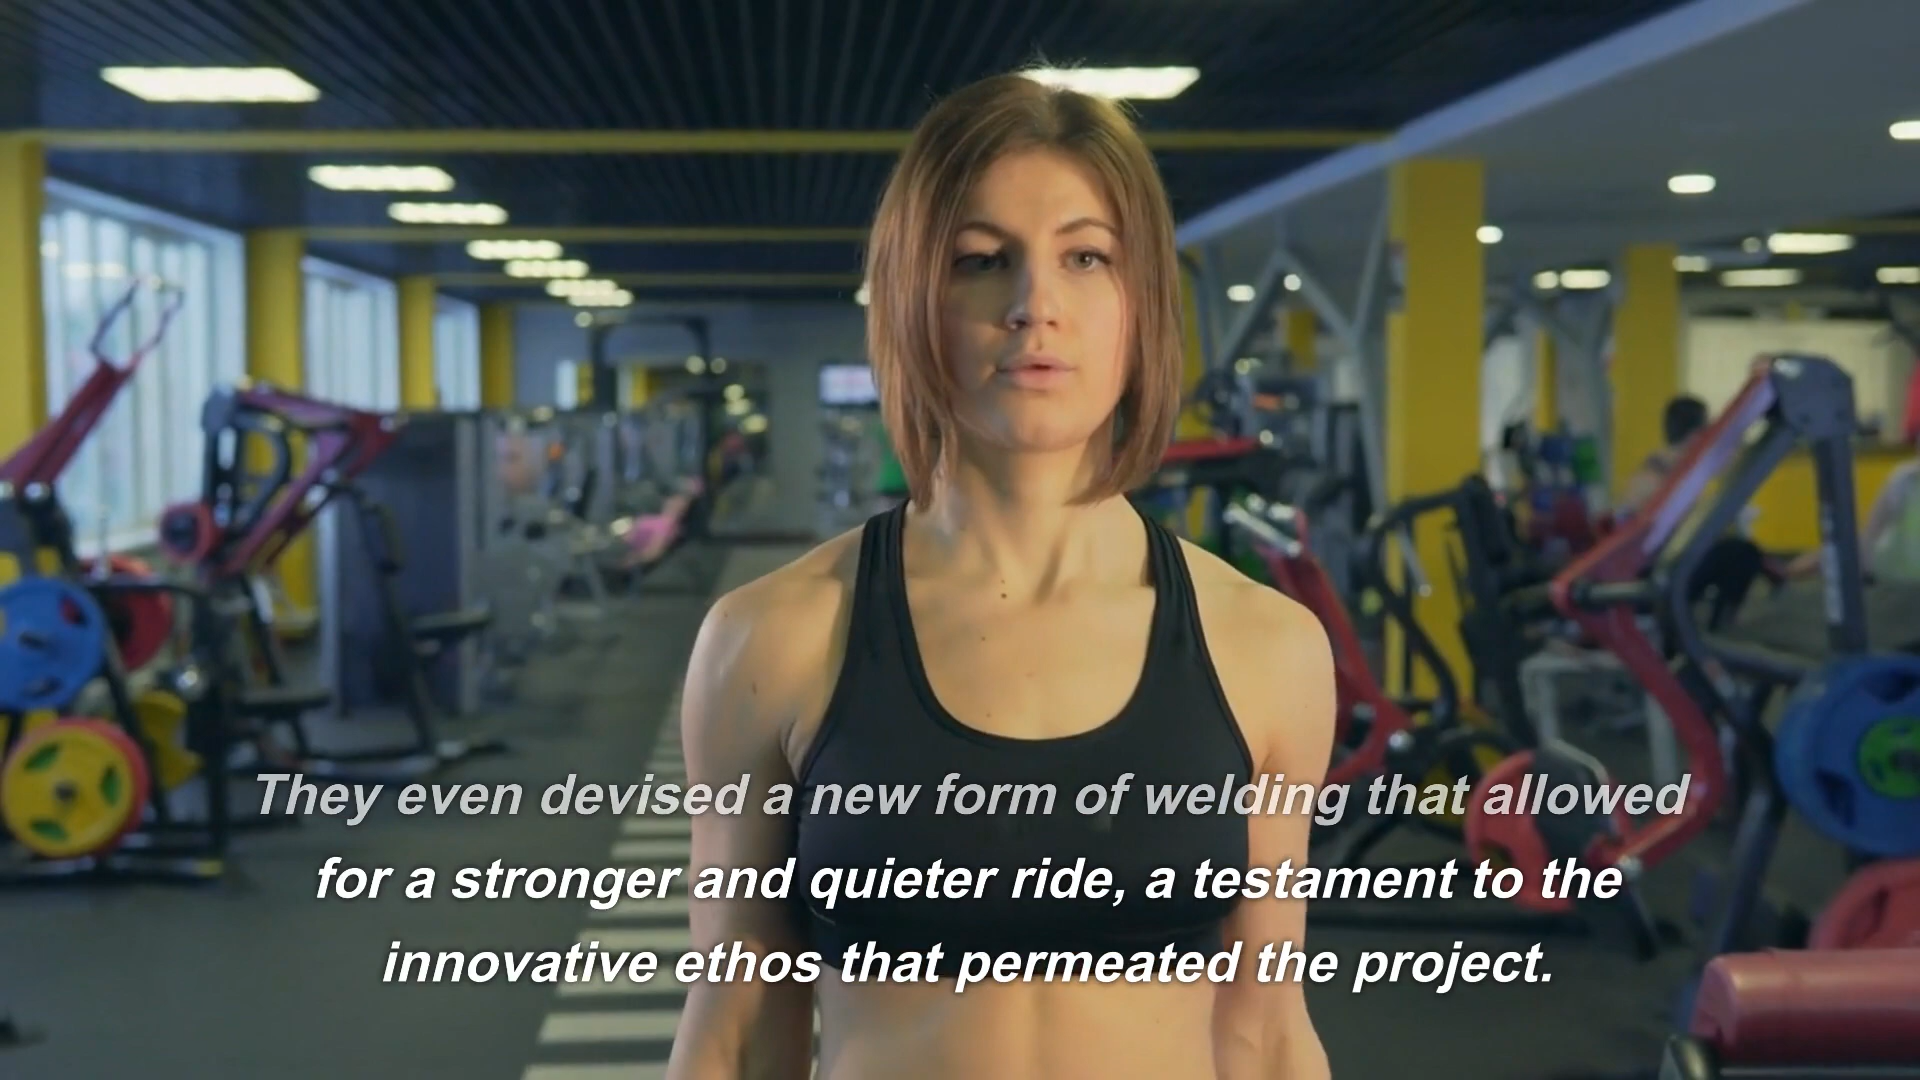 They even devised a new form of welding that allowed
for a stronger and quieter ride, a testament to the
innovative ethos that permeated the project.